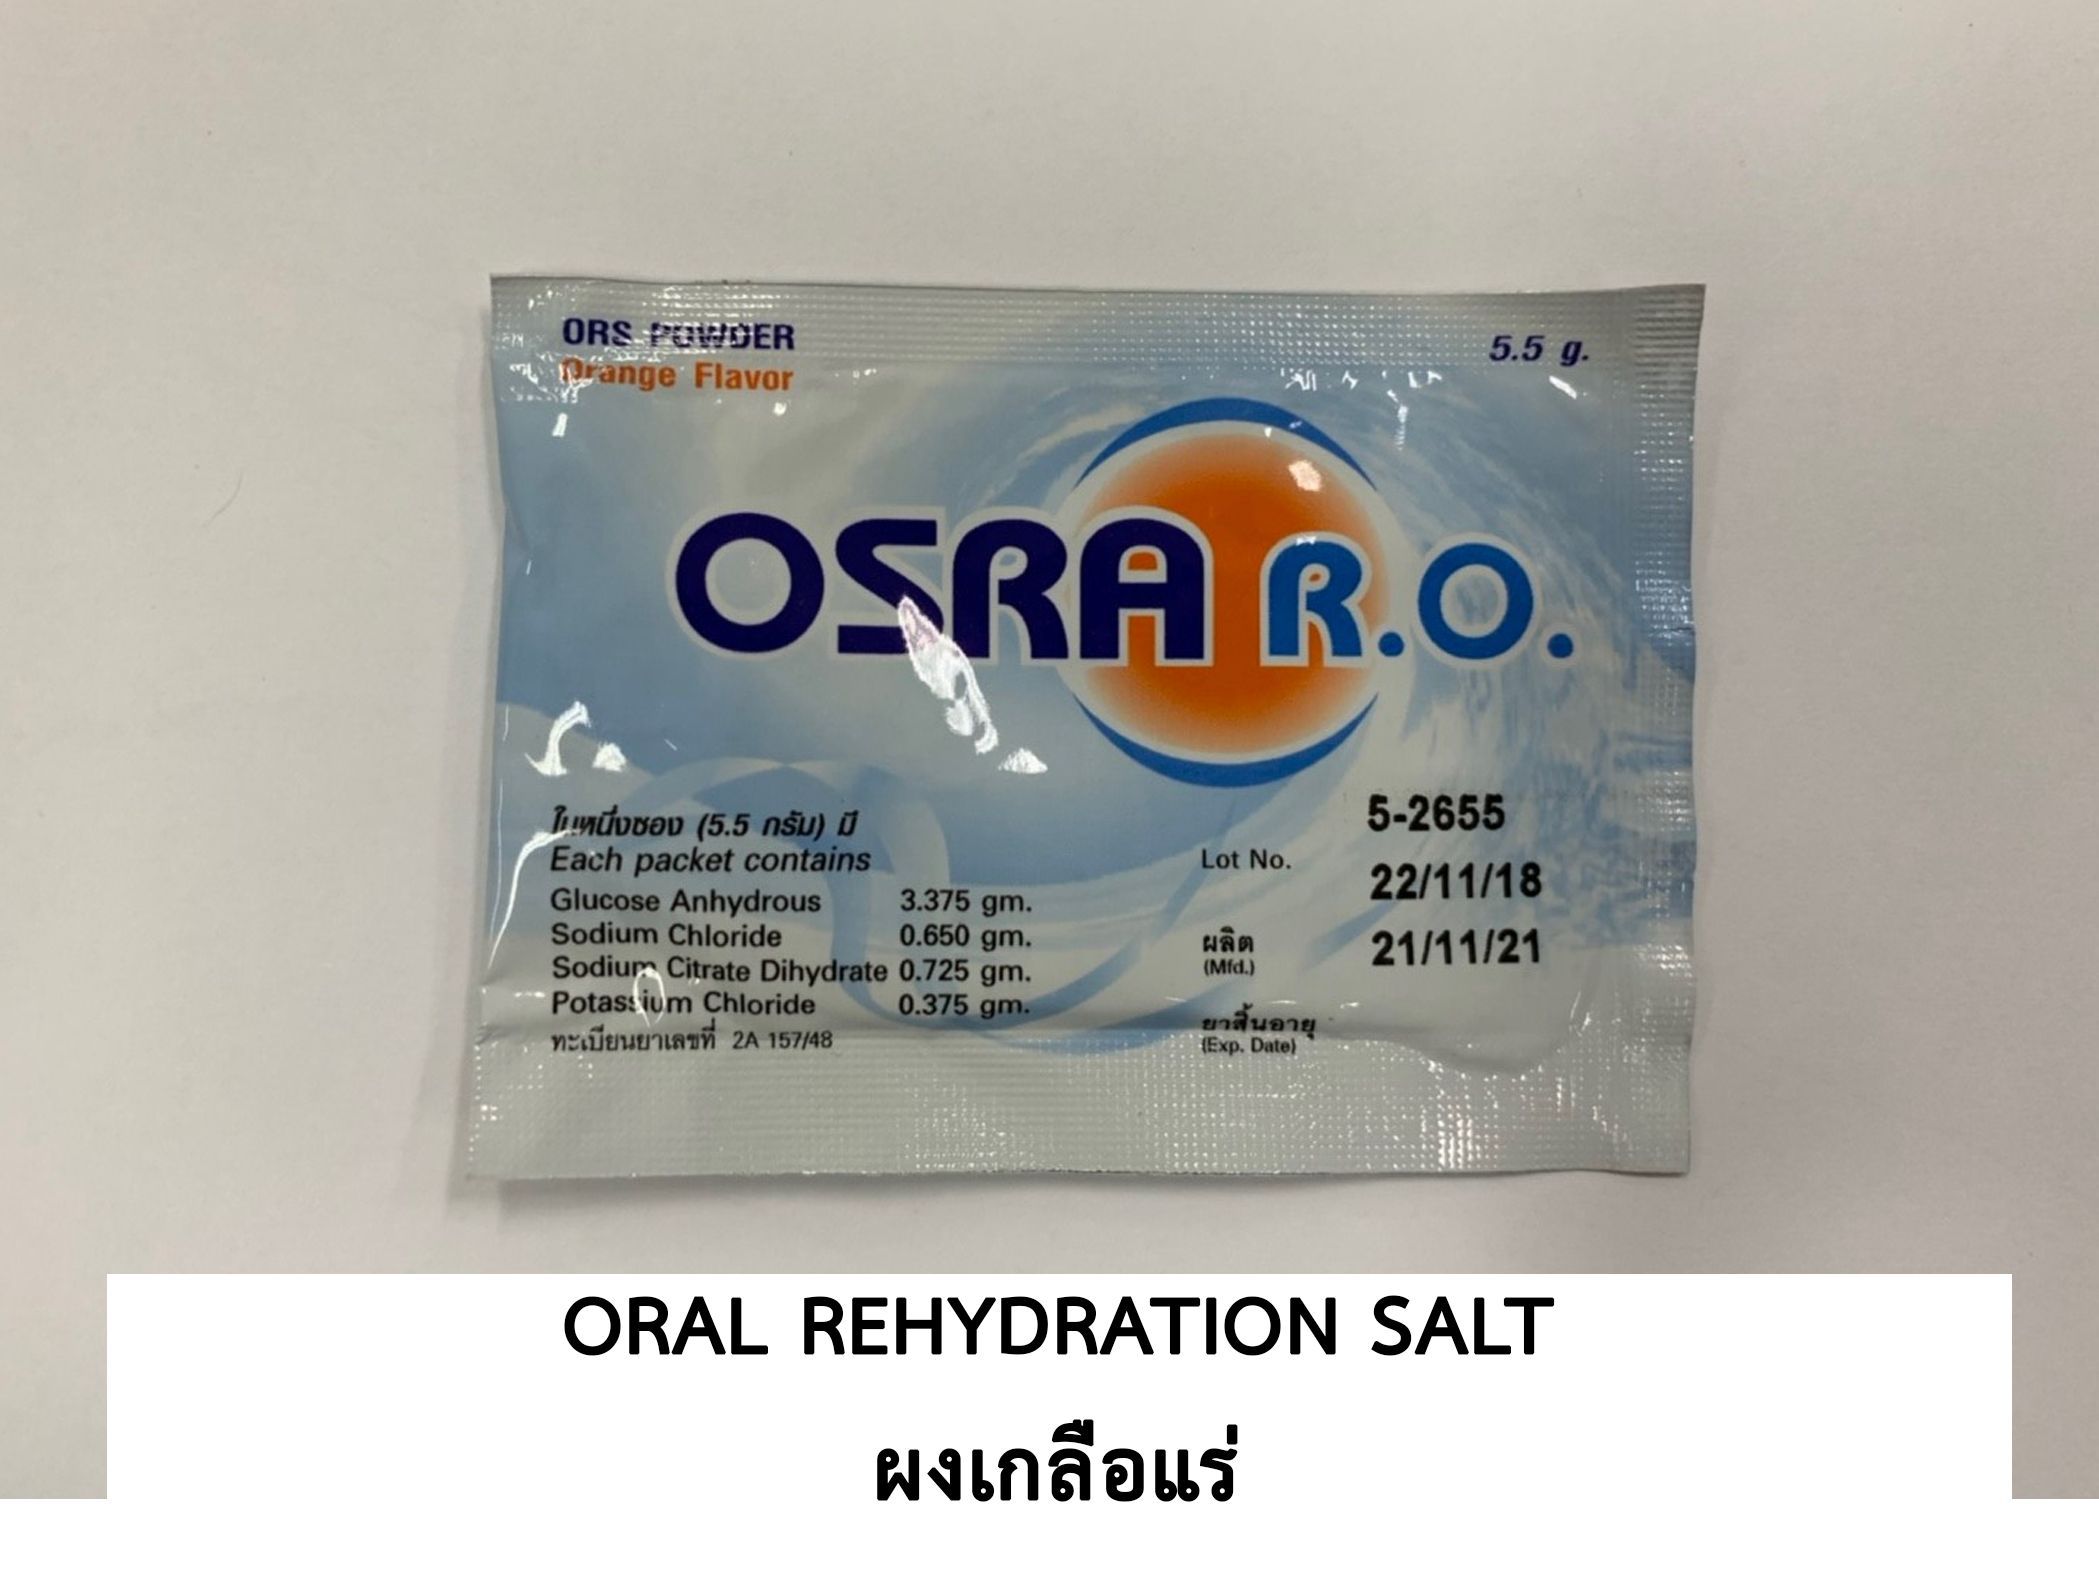 ORS POWDER
Orange Flavor
5.5 g.
OSRA R.O.
ในหนึ่งซอง (5.5 กรัม) มี
Each packet contains
Glucose Anhydrous 3.375 gm.
Sodium Chloride 0.650 gm.
Sodium Citrate Dihydrate 0.725 gm.
Potassium Chloride 0.375 gm.
ทะเบียนยาเลขที่ 2A 157/48
5-2655
Lot No.
22/11/18
ผลิต
(Mfd.)
21/11/21
ยาสิ้นอายุ
(Exp. Date)
ORAL REHYDRATION SALT
ผงเกลือแร่